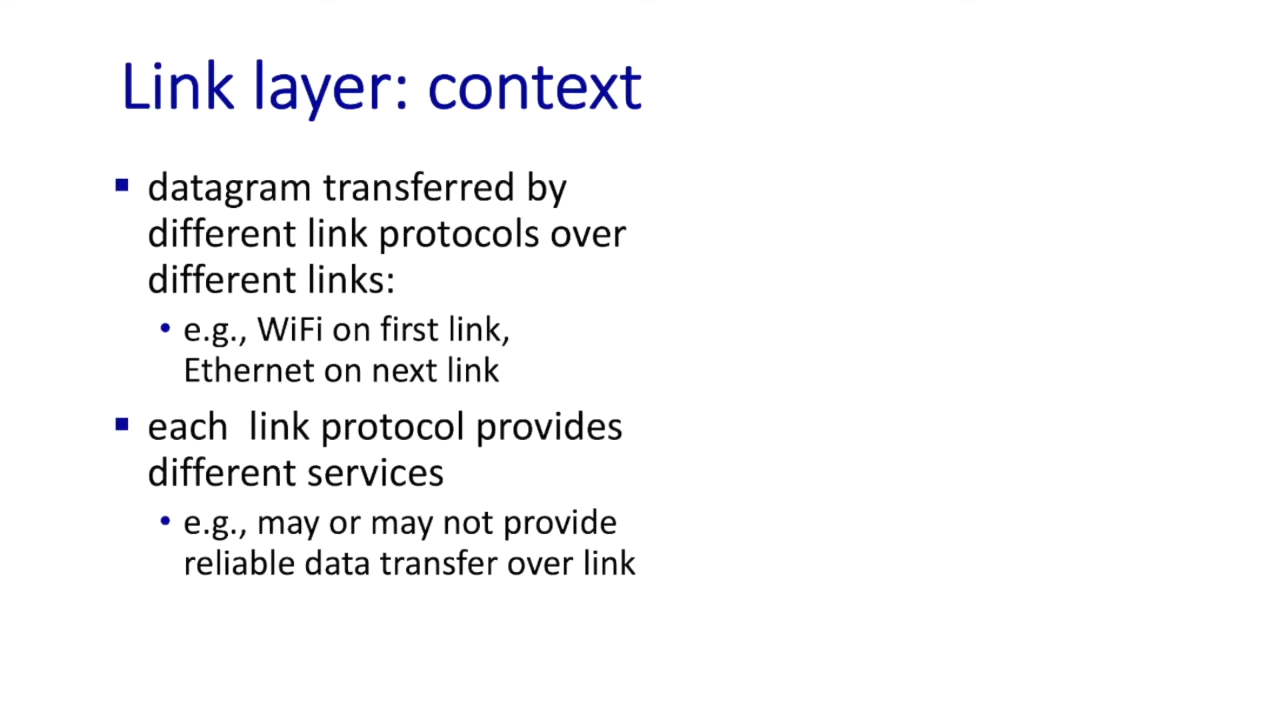 Link layer: context
▪ datagram transferred by
different link protocols over
different links:
• e.g., WiFi on first link,
Ethernet on next link
▪ each  link protocol provides
different services
• e.g., may or may not provide
reliable data transfer over link